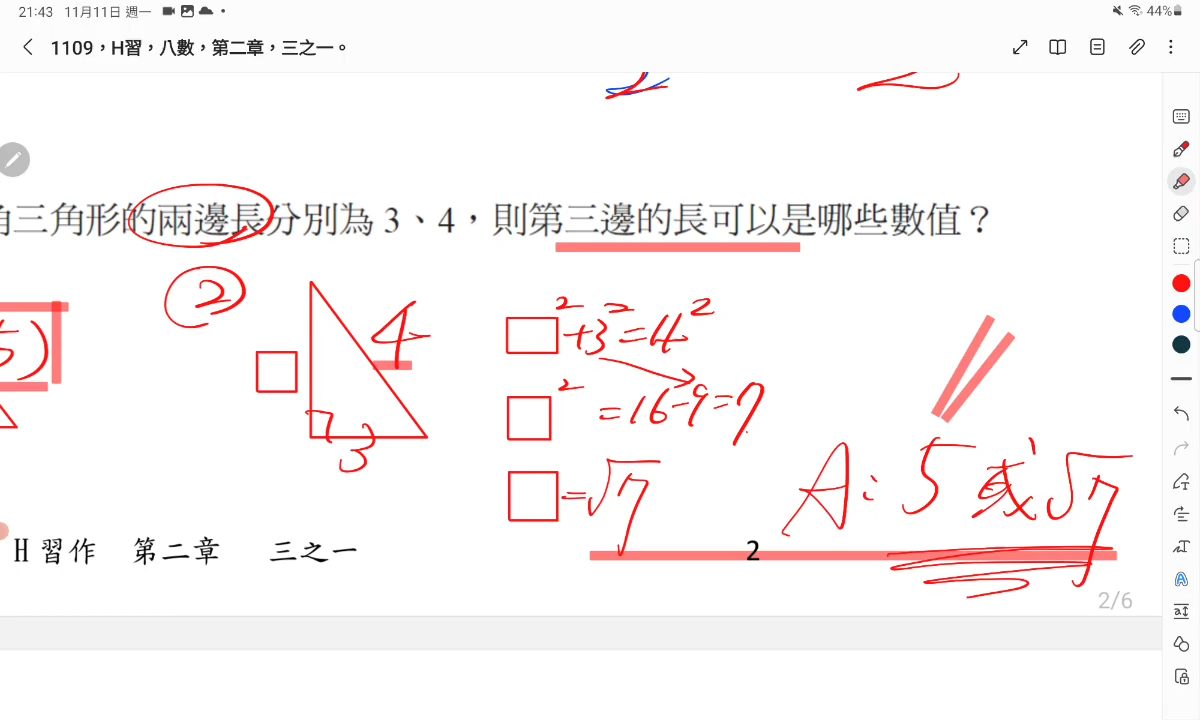 21:43 11月11日 週一 44%
1109，H習，八數，第二章，三之一。
角三角形的兩邊長分別為 3、4，則第三邊的長可以是哪些數值？
②
4
□² + 3² = 4²
5)
□
□² = 16 - 9 = 7
3
□ = √7
A: 5 或 √7
H 習作 第二章 三之一
2
2/6